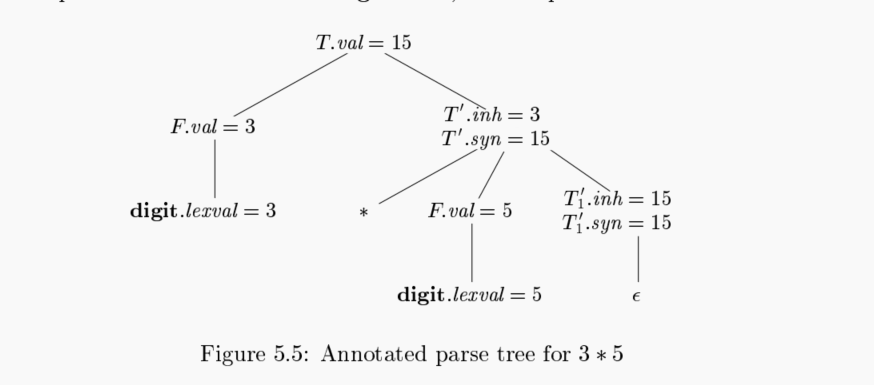 T.val = 15
F.val = 3
T′.inh = 3
T′.syn = 15
digit.lexval = 3
*
F.val = 5
T′₁.inh = 15
T′₁.syn = 15
digit.lexval = 5
ϵ
Figure 5.5: Annotated parse tree for 3 * 5